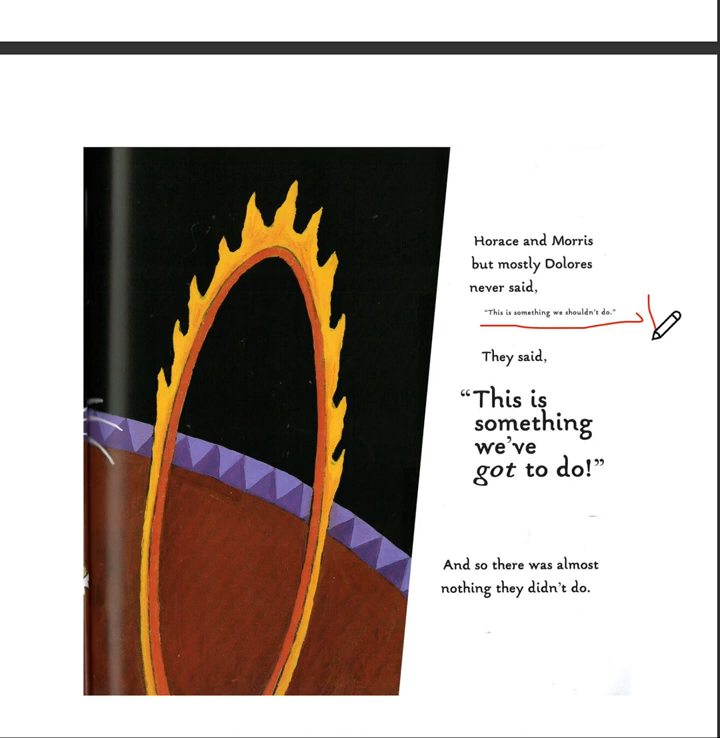 Horace and Morris
but mostly Dolores
never said,
“This is something we shouldn’t do.”
They said,
“This is
something
we’ve
got to do!”
And so there was almost
nothing they didn’t do.